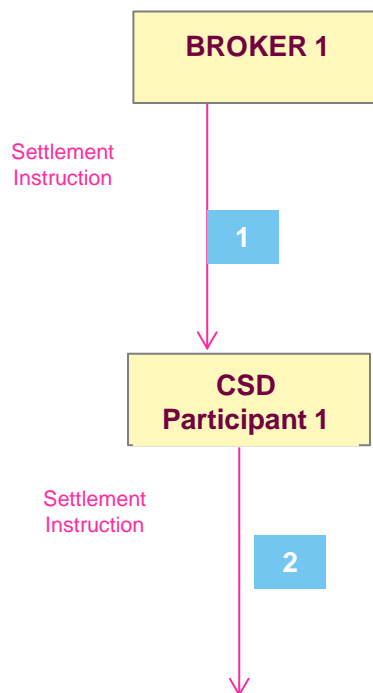 BROKER 1
Settlement
Instruction
1
CSD
Participant 1
Settlement
Instruction
2